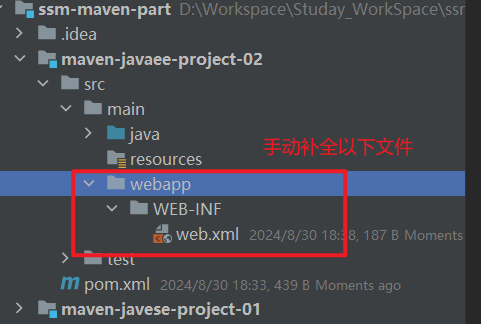 ssm-maven-part D:\Workspace\Studay_WorkSpace\ssm
.idea
maven-javaee-project-02
src
main
java
手动补全以下文件
resources
webapp
WEB-INF
web.xml 2024/8/30 18:38, 187 B Moments
test
pom.xml 2024/8/30 18:33, 439 B Moments ago
maven-javese-project-01